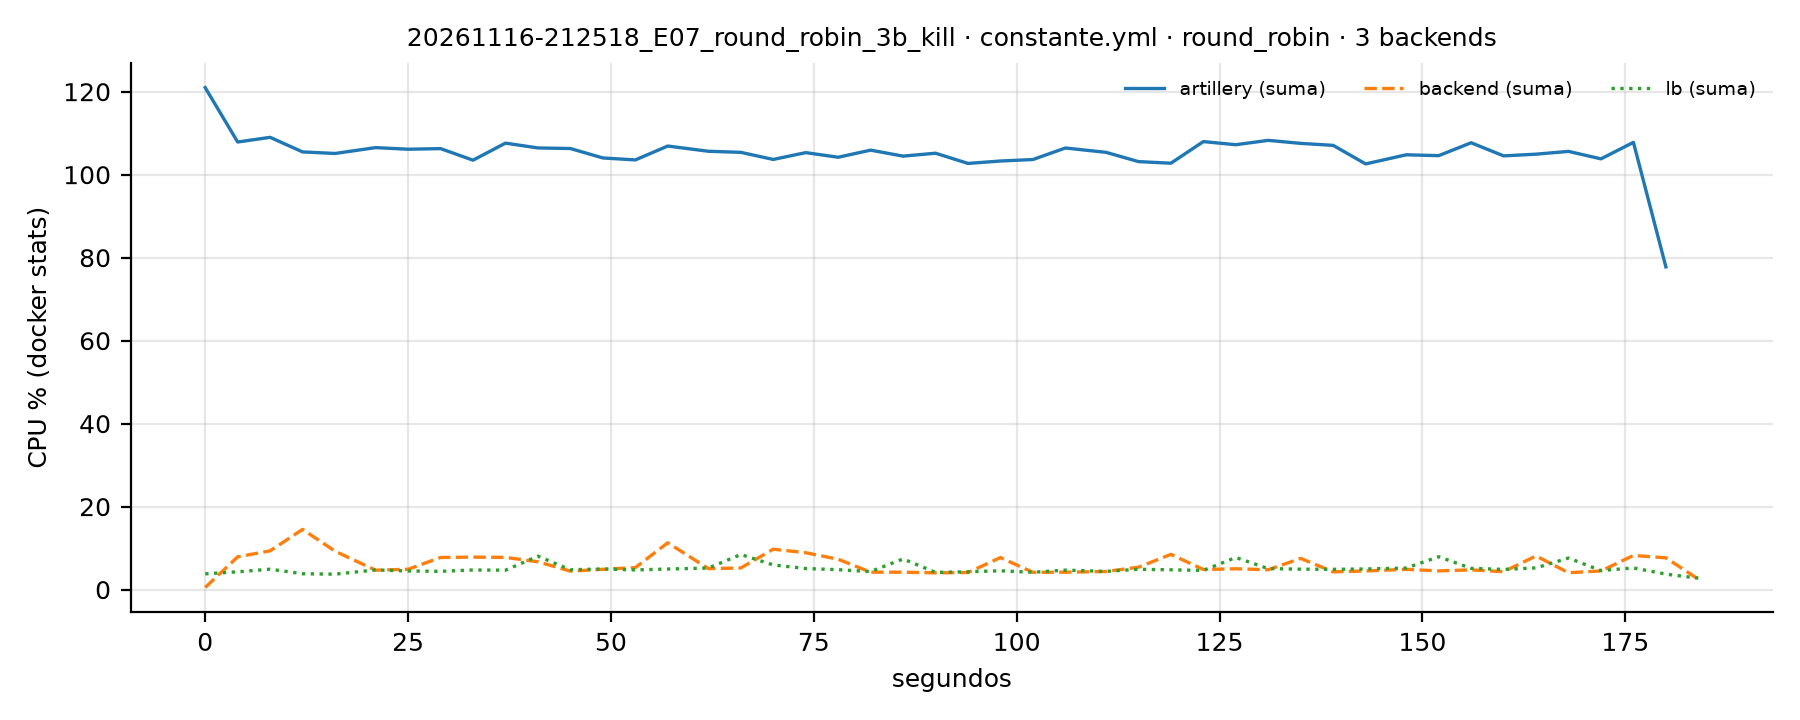 20261116-212518_E07_round_robin_3b_kill · constante.yml · round_robin · 3 backends
artillery (suma) backend (suma) lb (suma)
CPU % (docker stats)
120
100
80
60
40
20
0
0 25 50 75 100 125 150 175
segundos